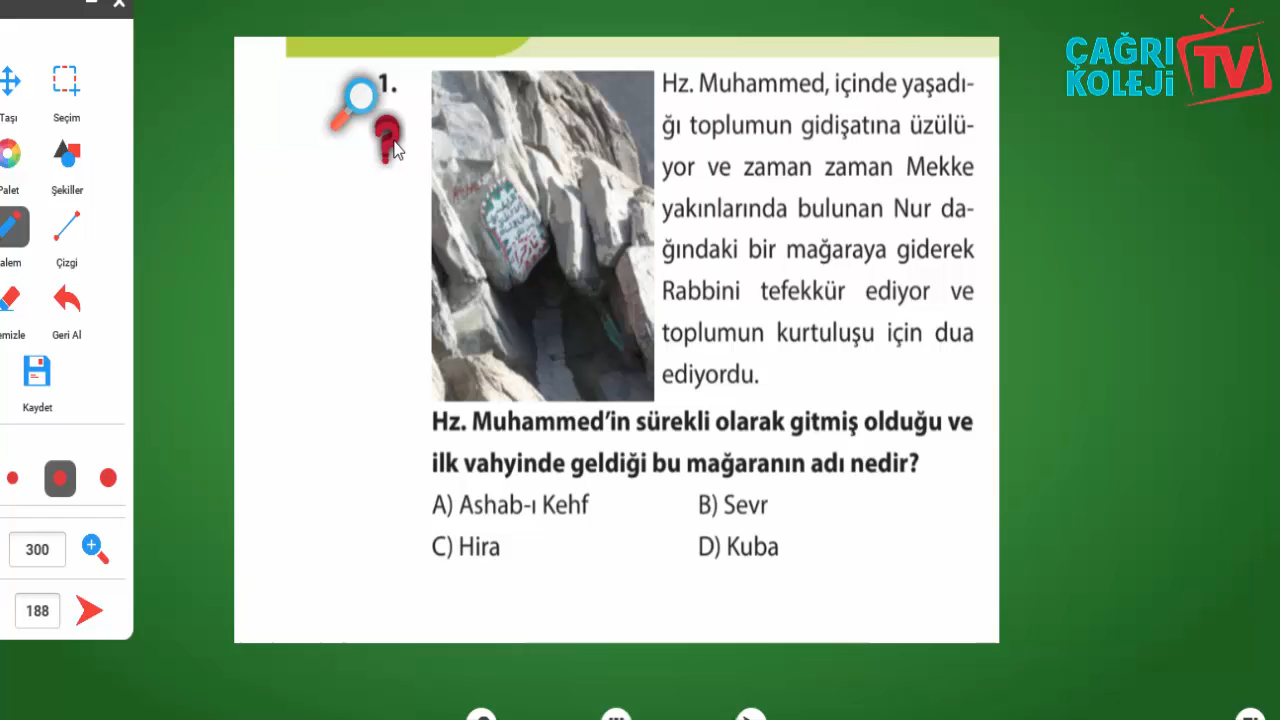 ÇAĞRI
KOLEJİ
TV
Taşı
Seçim
Palet
Şekiller
alem
Çizgi
emizle
Geri Al
Kaydet
300
188
1.
Hz. Muhammed, içinde yaşadı-
ğı toplumun gidişatına üzülü-
yor ve zaman zaman Mekke
yakınlarında bulunan Nur da-
ğındaki bir mağaraya giderek
Rabbini tefekkür ediyor ve
toplumun kurtuluşu için dua
ediyordu.
Hz. Muhammed’in sürekli olarak gitmiş olduğu ve
ilk vahyinde geldiği bu mağaranın adı nedir?
A) Ashab-ı Kehf
B) Sevr
C) Hira
D) Kuba